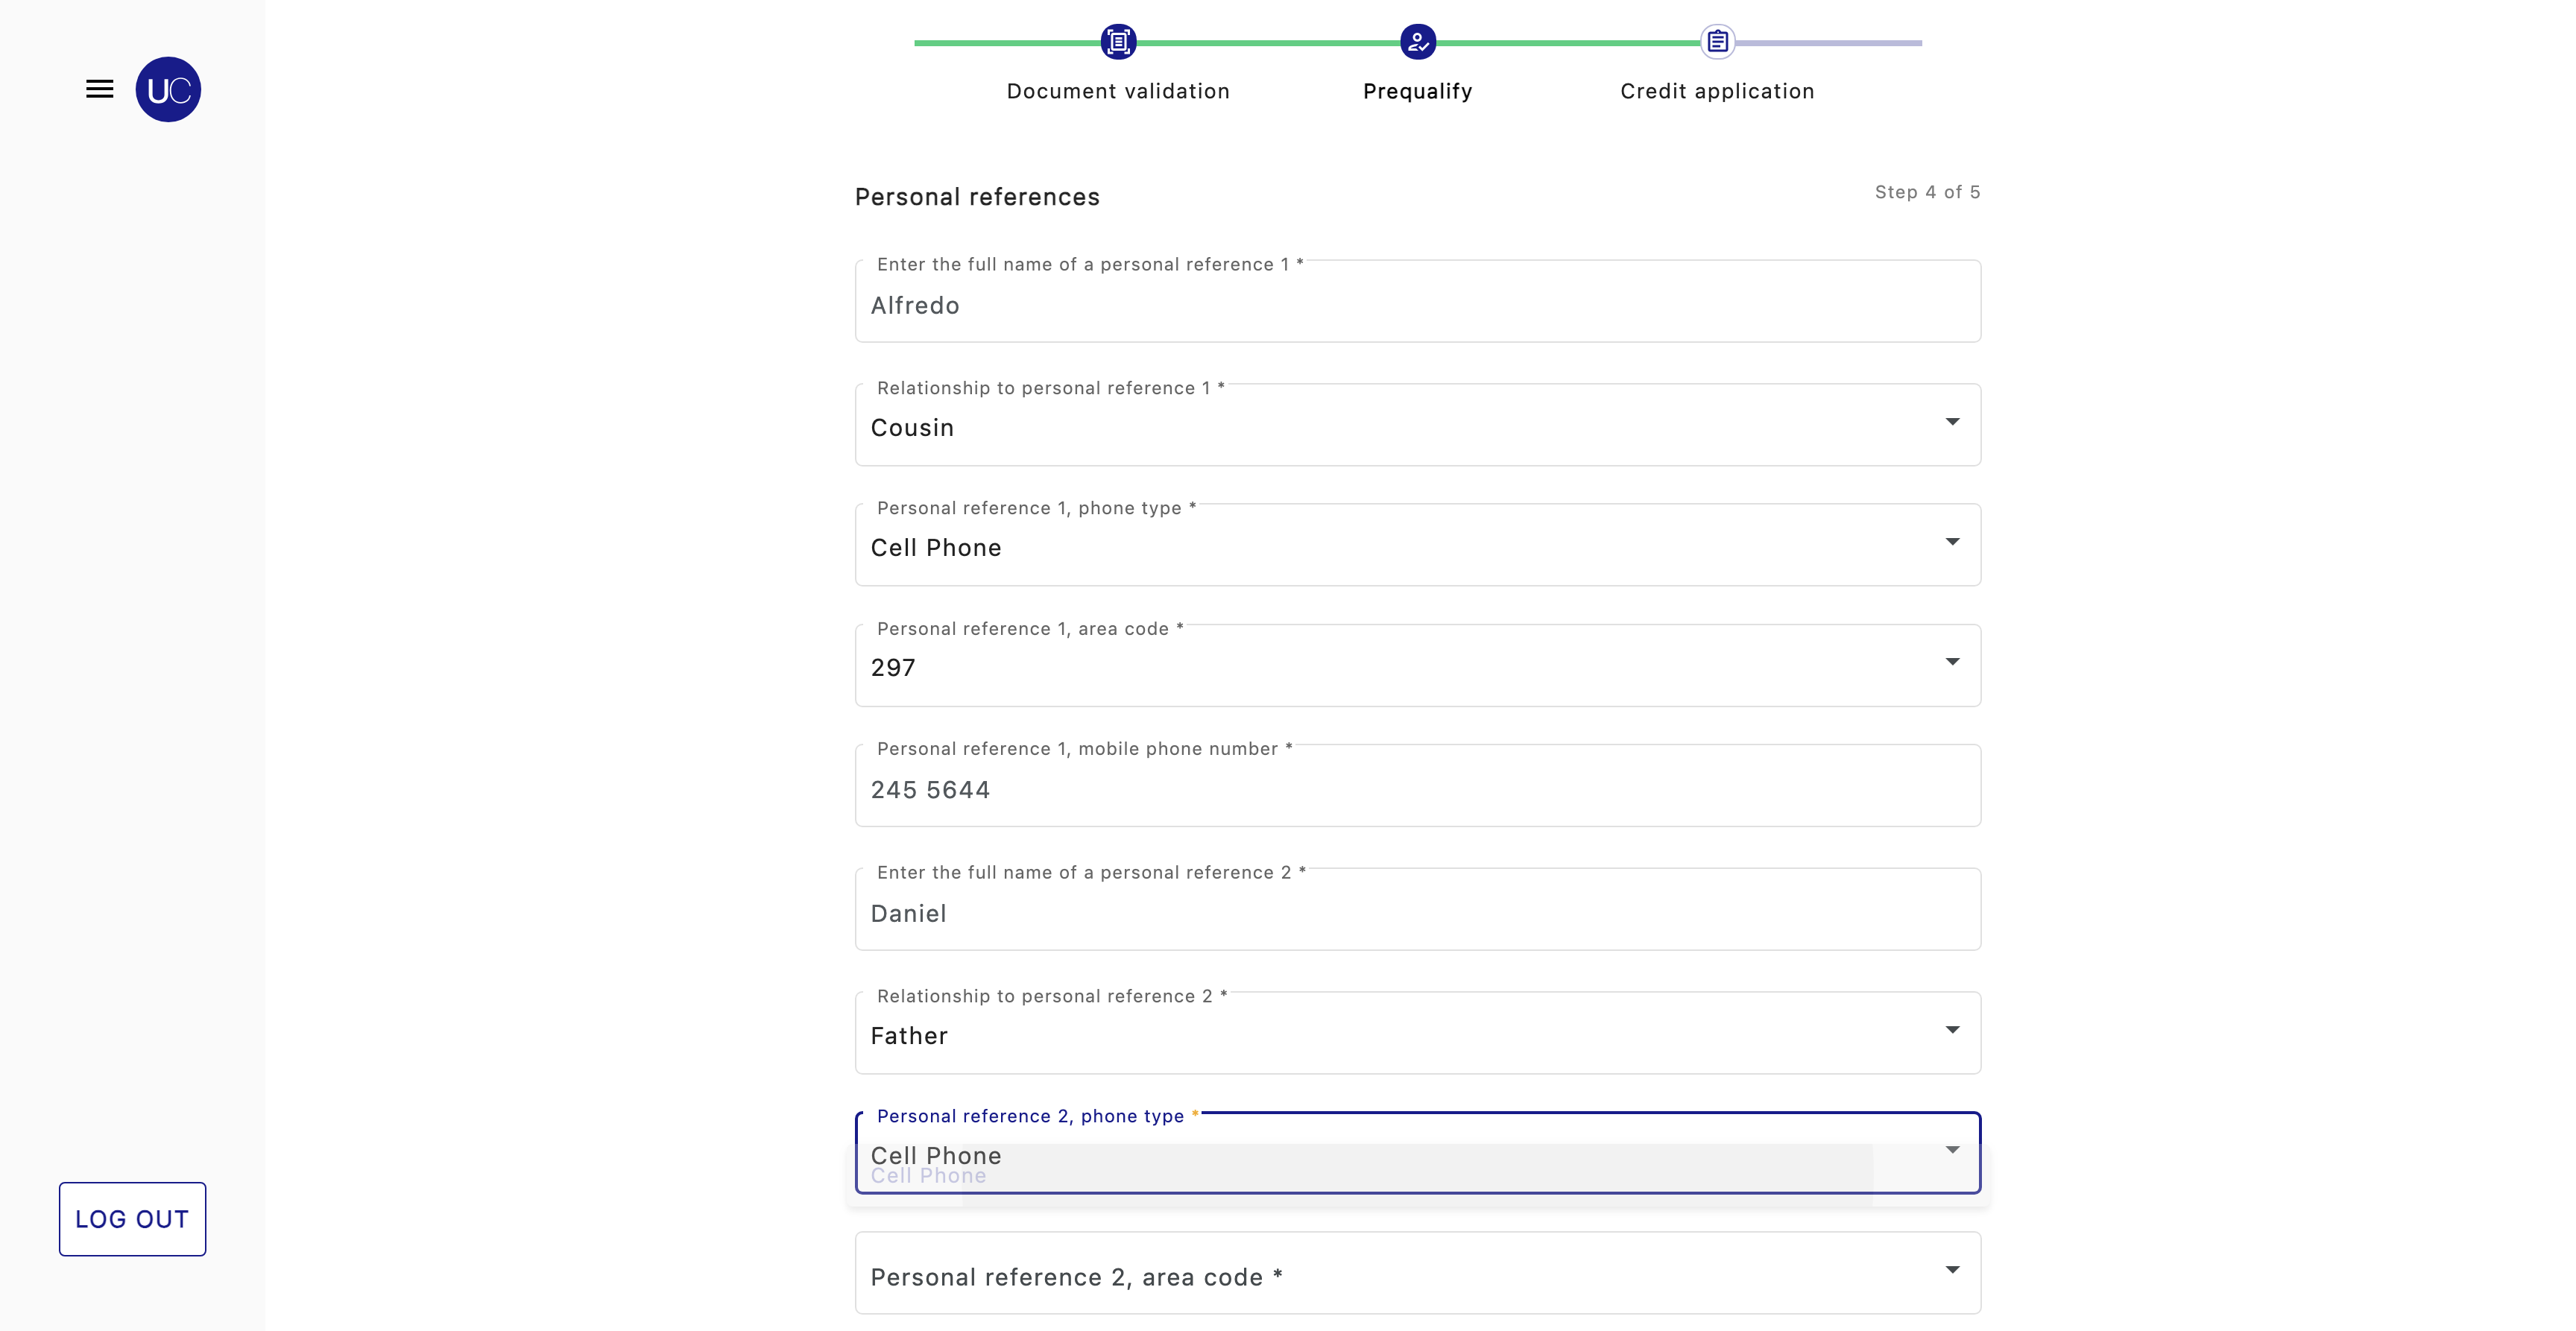 UC
Document validation
Prequalify
Credit application
Personal references
Step 4 of 5
Enter the full name of a personal reference 1 *
Alfredo
Relationship to personal reference 1 *
Cousin
Personal reference 1, phone type *
Cell Phone
Personal reference 1, area code *
297
Personal reference 1, mobile phone number *
245 5644
Enter the full name of a personal reference 2 *
Daniel
Relationship to personal reference 2 *
Father
Personal reference 2, phone type *
Cell Phone
Cell Phone
Personal reference 2, area code *
LOG OUT